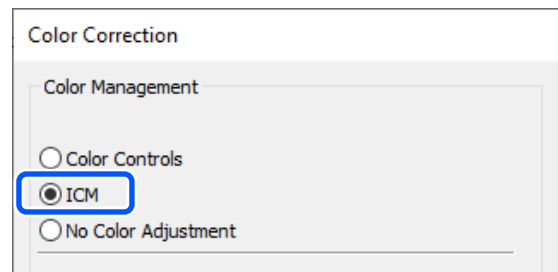 Color Correction
Color Management
Color Controls
ICM
No Color Adjustment